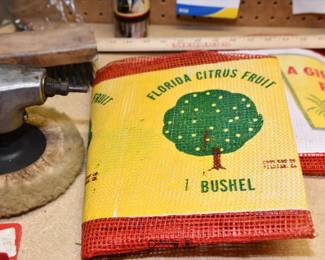 FLORIDA CITRUS FRUIT
1 BUSHEL
FRUIT
A GI